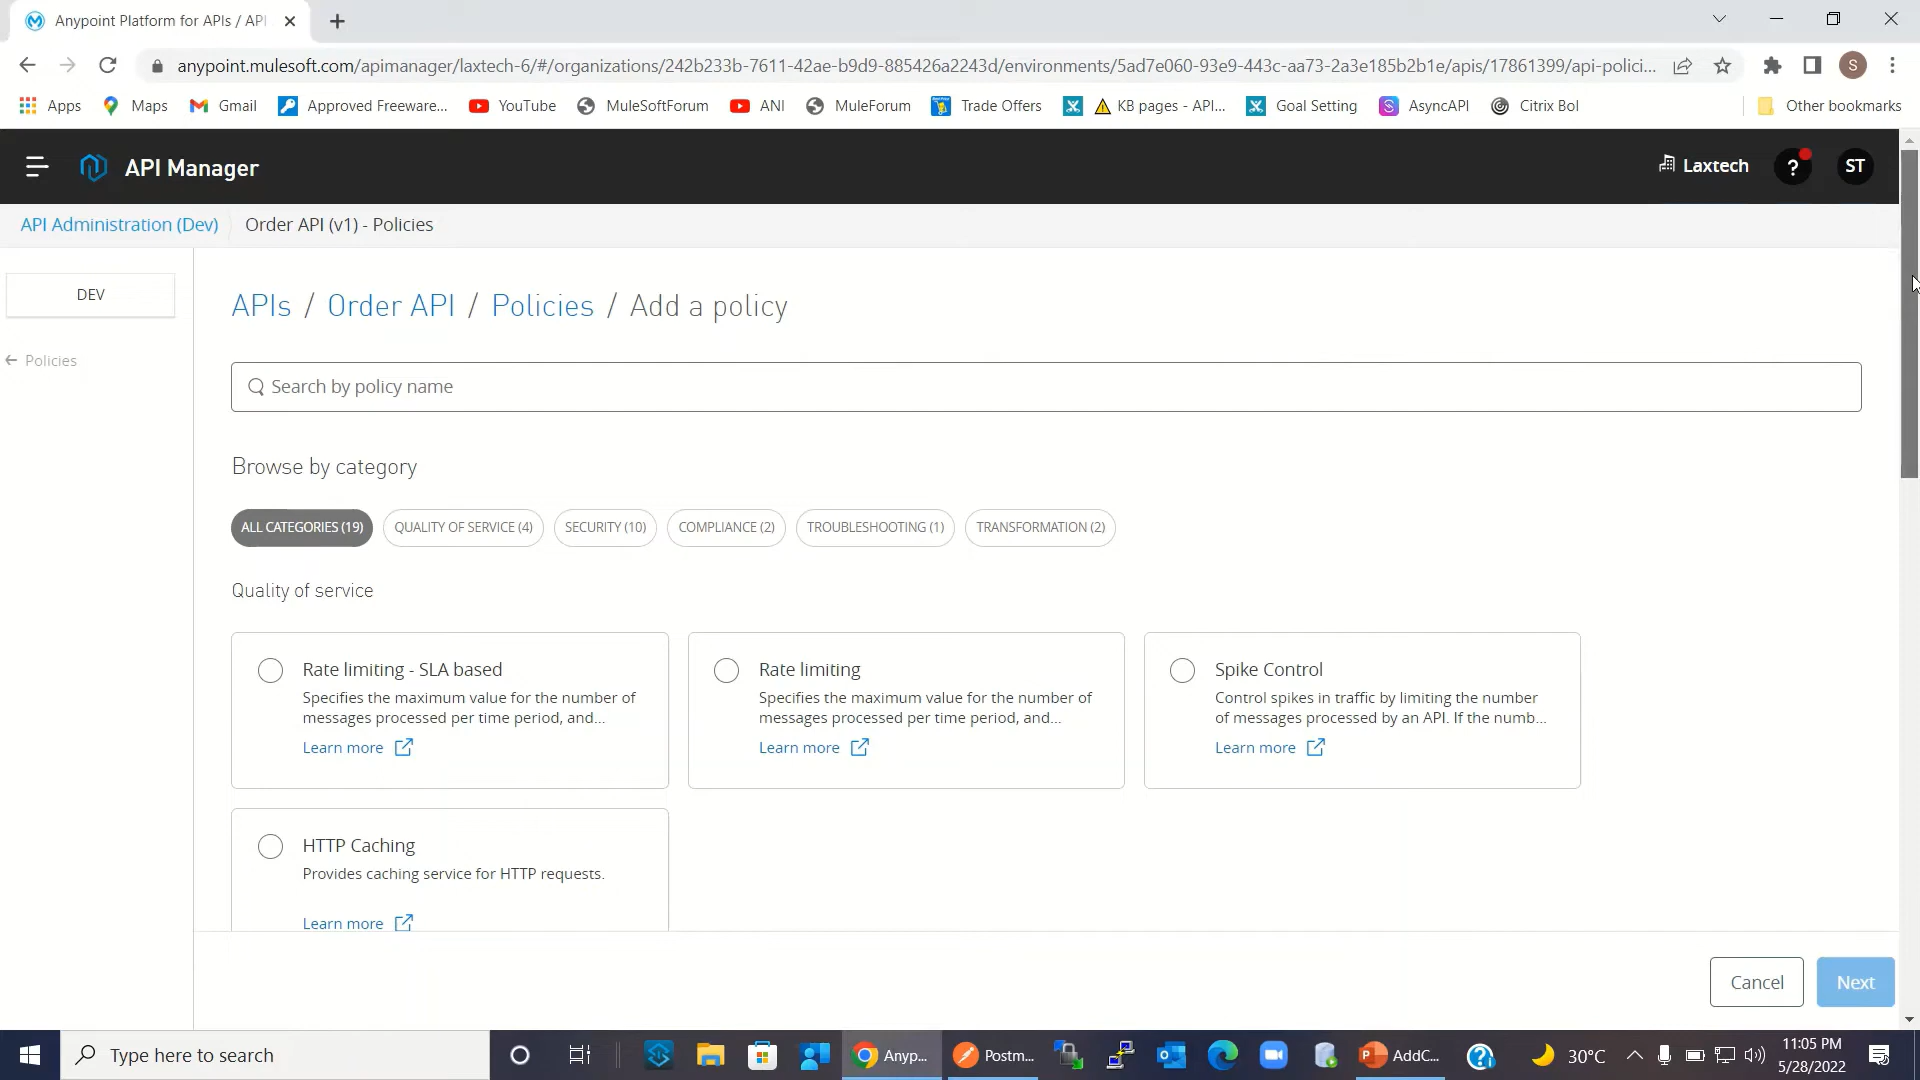 Anypoint Platform for APIs / API
anypoint.mulesoft.com/apimanager/laxtech-6/#/organizations/242b233b-7611-42ae-b9d9-885426a2243d/environments/5ad7e060-93e9-443c-aa73-2a3e185b2b1e/apis/17861399/api-polici...
S
Apps
Maps
Gmail
Approved Freeware...
YouTube
MuleSoftForum
ANI
MuleForum
Trade Offers
KB pages - API...
Goal Setting
AsyncAPI
Citrix Bol
Other bookmarks
API Manager
Laxtech
?
ST
API Administration (Dev)
Order API (v1) - Policies
DEV
Policies
APIs / Order API / Policies / Add a policy
Search by policy name
Browse by category
ALL CATEGORIES (19)
QUALITY OF SERVICE (4)
SECURITY (10)
COMPLIANCE (2)
TROUBLESHOOTING (1)
TRANSFORMATION (2)
Quality of service
Rate limiting - SLA based
Specifies the maximum value for the number of
messages processed per time period, and...
Learn more
Rate limiting
Specifies the maximum value for the number of
messages processed per time period, and...
Learn more
Spike Control
Control spikes in traffic by limiting the number
of messages processed by an API. If the numb...
Learn more
HTTP Caching
Provides caching service for HTTP requests.
Learn more
Cancel
Next
Type here to search
Anyp...
Postm...
AddC...
30°C
11:05 PM
5/28/2022